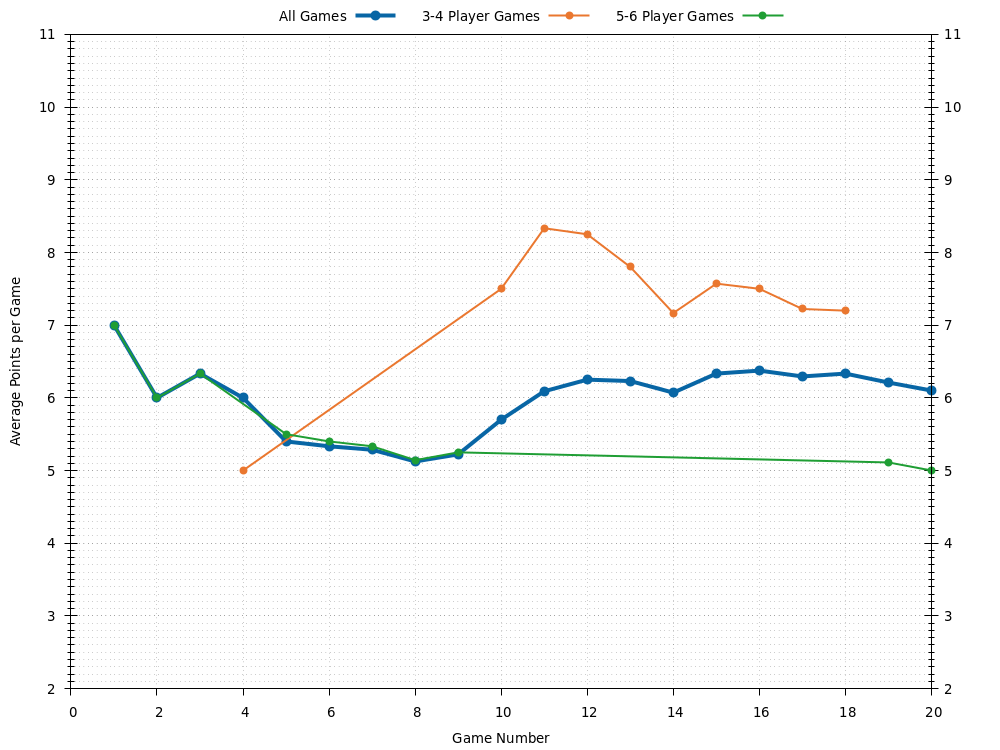 All Games 3-4 Player Games 5-6 Player Games
11 11
10 10
9 9
8 8
7 7
6 6
5 5
4 4
3 3
2 2
0 2 4 6 8 10 12 14 16 18 20
Average Points per Game
Game Number